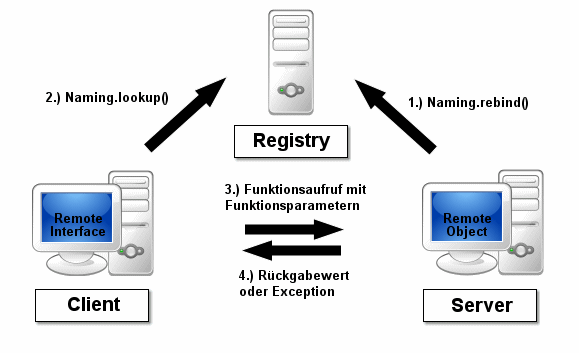 2.) Naming.lookup()
1.) Naming.rebind()
Registry
3.) Funktionsaufruf mit
Funktionsparametern
Remote
Interface
Remote
Object
4.) Rückgabewert
oder Exception
Client
Server